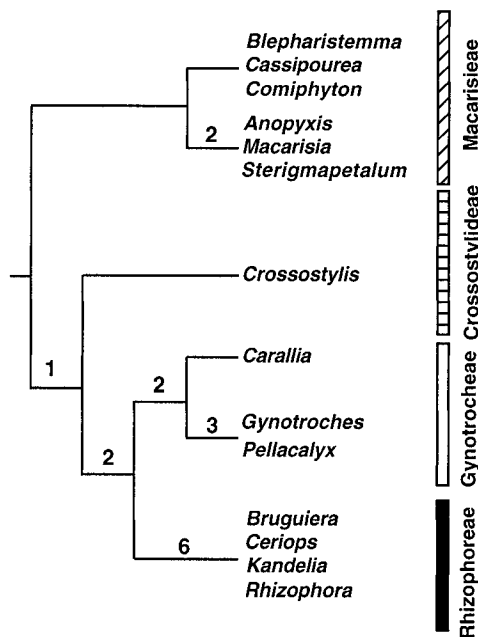 Blepharistemma
Cassipourea
Comiphyton
2
Anopyxis
Macarisia
Sterigmapetalum
Macarisieae
Crossostylis
Crossostylideae
1
2
2
Carallia
3
Gynotroches
Pellacalyx
Gynotrocheae
6
Bruguiera
Ceriops
Kandelia
Rhizophora
Rhizophoreae